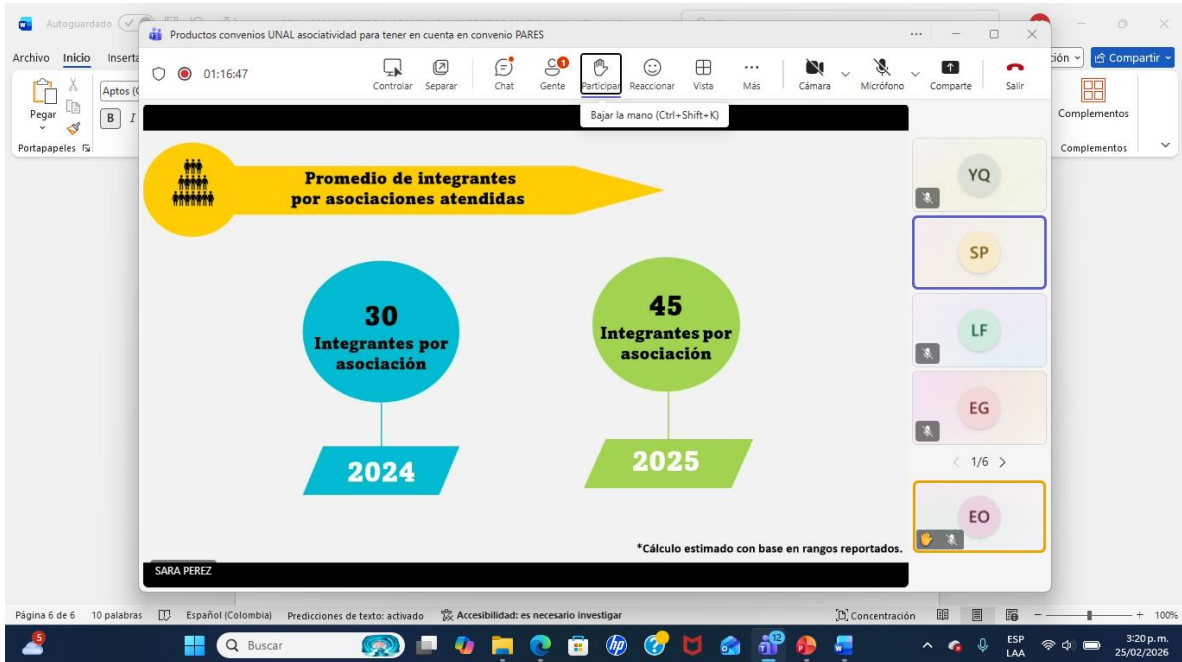 Autoguardado
Productos convenios UNAL asociatividad para tener en cuenta en convenio PARES
Archivo Inicio Inserta
Compartir
01:16:47
Controlar Separar Chat Gente Participar Reaccionar Vista Más Cámara Micrófono Comparte Salir
1
Bajar la mano (Ctrl+Shift+K)
Aptos (
Pegar
B I
Portapapeles
Complementos
Complementos
Promedio de integrantes
por asociaciones atendidas
30
Integrantes por
asociación
2024
45
Integrantes por
asociación
2025
*Cálculo estimado con base en rangos reportados.
SARA PEREZ
YQ
SP
LF
EG
1/6
EO
Página 6 de 6 10 palabras Español (Colombia) Predicciones de texto: activado Accesibilidad: es necesario investigar Concentración 100%
5
Buscar
hp
12
ESP
LAA
3:20 p.m.
25/02/2026